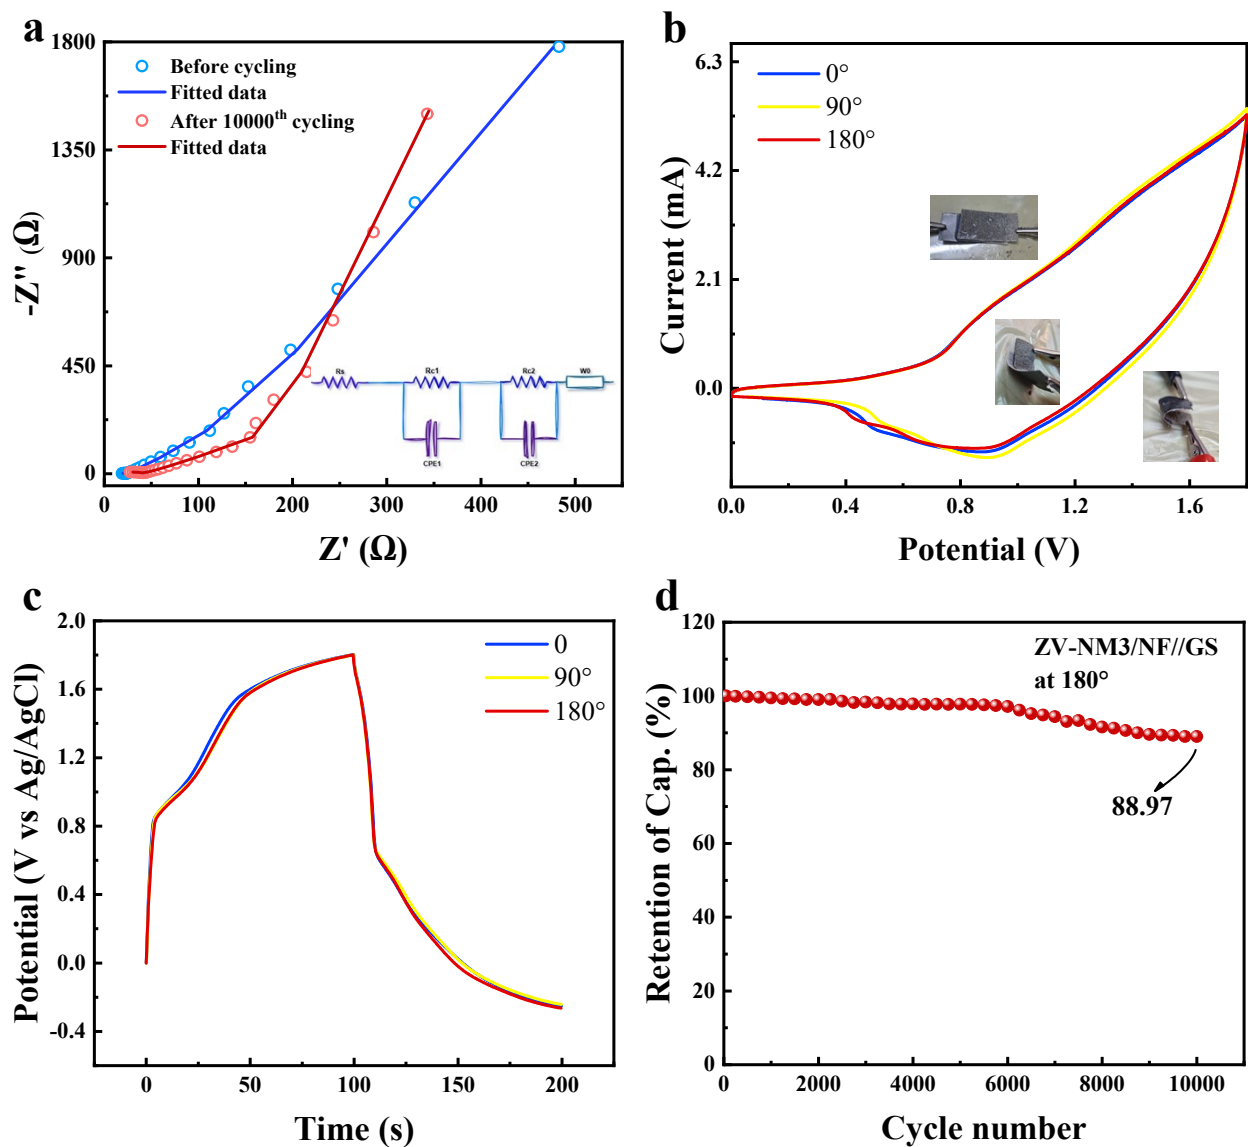 a
1800
1350
900
450
0
-Z'' (Ω)
Before cycling
Fitted data
After 10000th cycling
Fitted data
Rs
Rc1
Rc2
W0
CPE1
CPE2
0
100
200
300
400
500
Z' (Ω)
b
6.3
4.2
2.1
0.0
Current (mA)
0°
90°
180°
0.0
0.4
0.8
1.2
1.6
Potential (V)
c
2.0
1.6
1.2
0.8
0.4
0.0
-0.4
Potential (V vs Ag/AgCl)
0
90°
180°
0
50
100
150
200
Time (s)
d
120
100
80
60
40
20
0
Retention of Cap. (%)
ZV-NM3/NF//GS
at 180°
88.97
0
2000
4000
6000
8000
10000
Cycle number